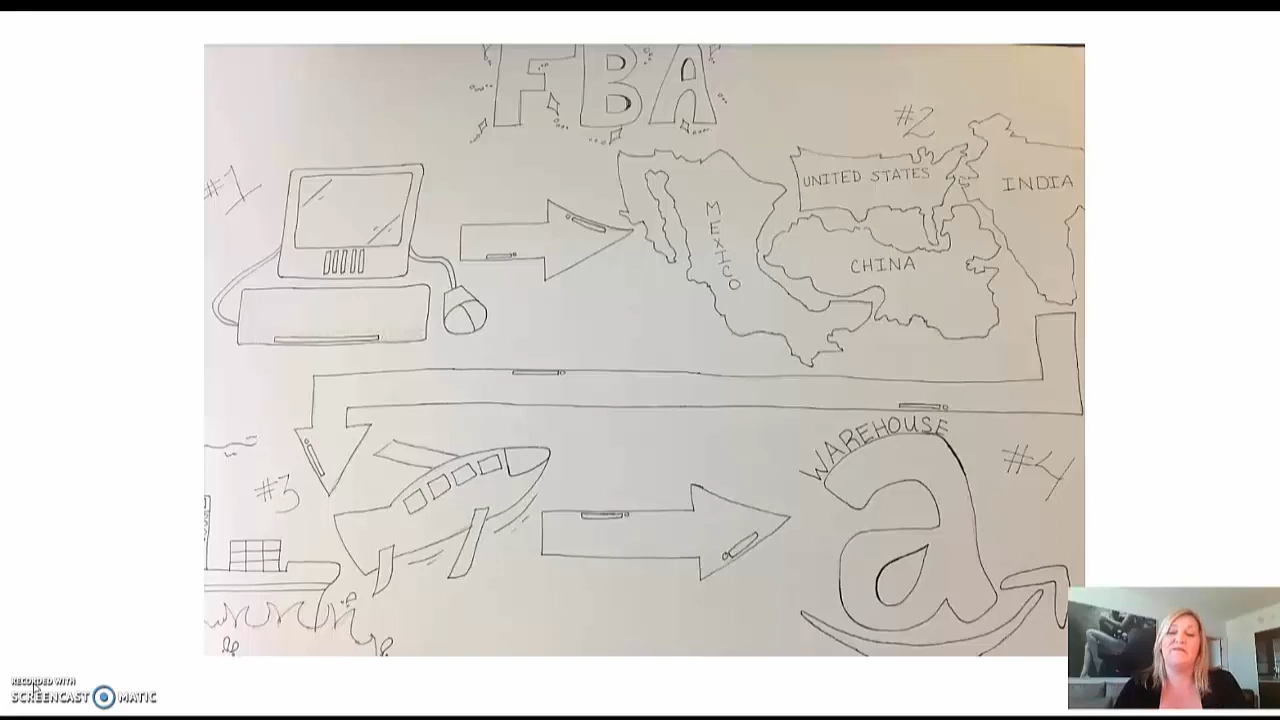 FBA
#1
#2
MEXICO
UNITED STATES
INDIA
CHINA
#3
WAREHOUSE
#4
a
RECORDED WITH
SCREENCAST MATIC